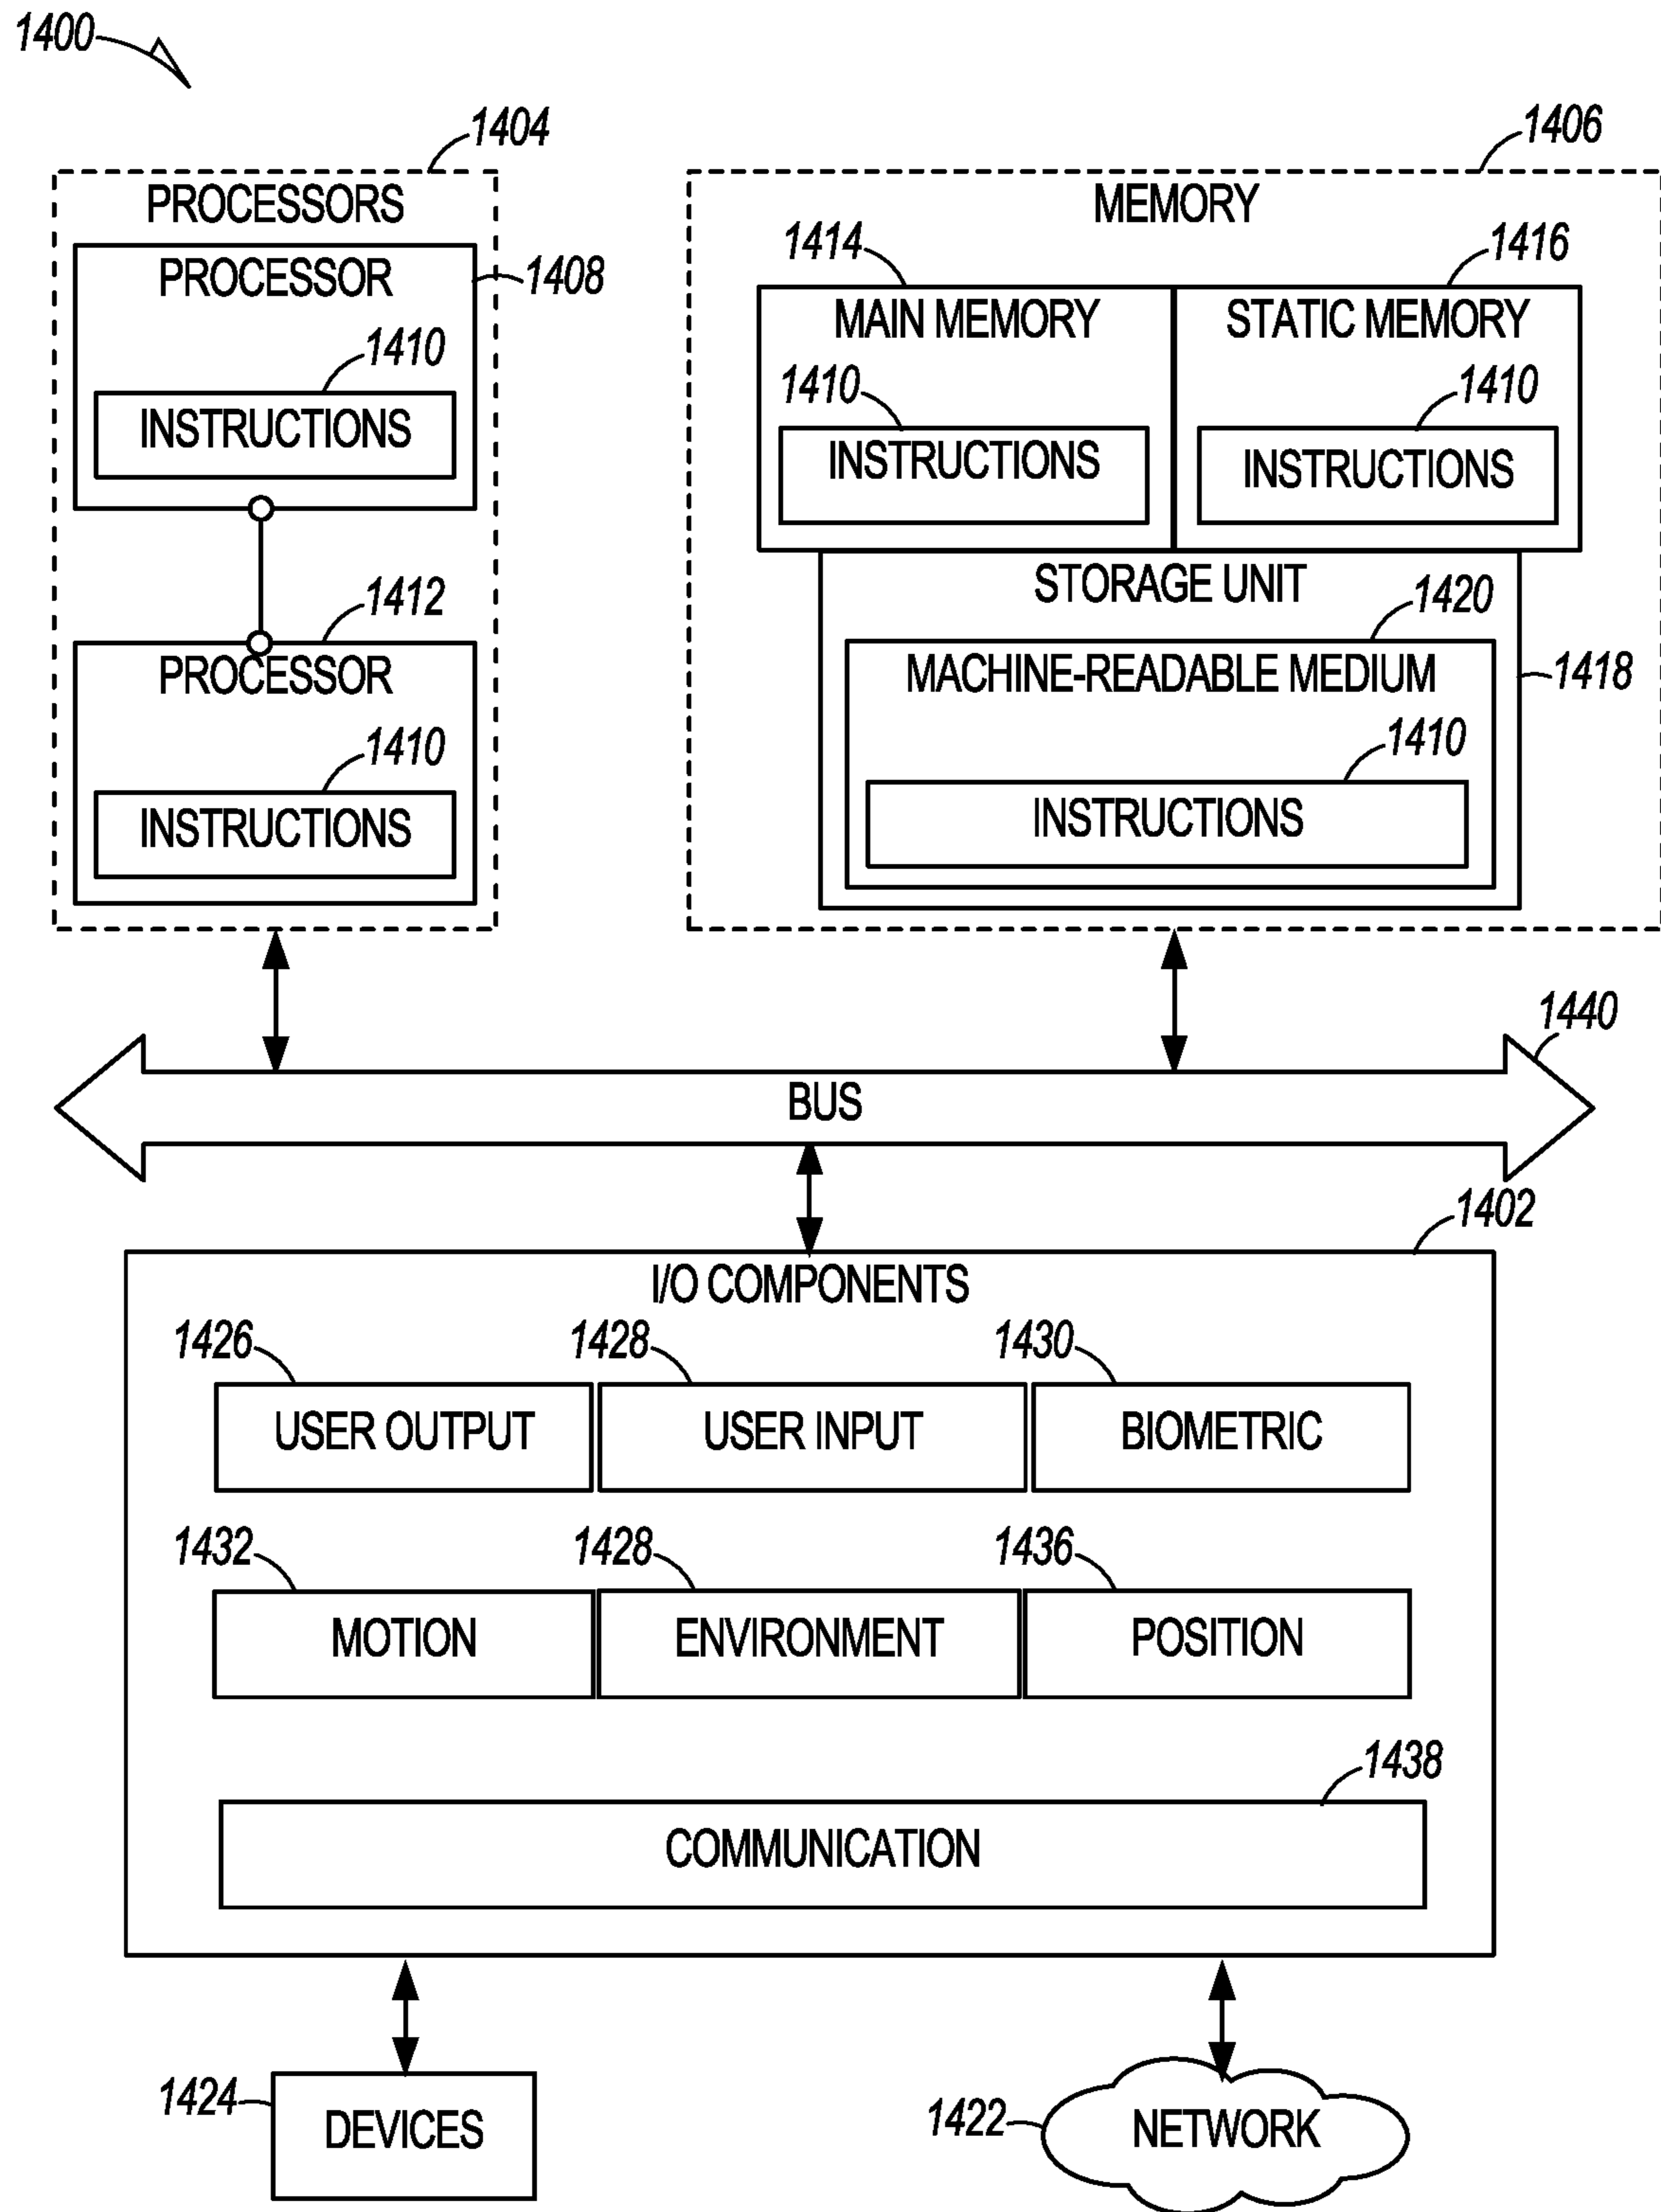 1400
1404
1406
PROCESSORS
MEMORY
PROCESSOR
1408
1410
INSTRUCTIONS
1412
PROCESSOR
1410
INSTRUCTIONS
1414
1416
MAIN MEMORY
STATIC MEMORY
1410
1410
INSTRUCTIONS
INSTRUCTIONS
STORAGE UNIT
1420
MACHINE-READABLE MEDIUM
1418
1410
INSTRUCTIONS
1440
BUS
1402
I/O COMPONENTS
1426
1428
1430
USER OUTPUT
USER INPUT
BIOMETRIC
1432
1428
1436
MOTION
ENVIRONMENT
POSITION
1438
COMMUNICATION
1424
DEVICES
1422
NETWORK